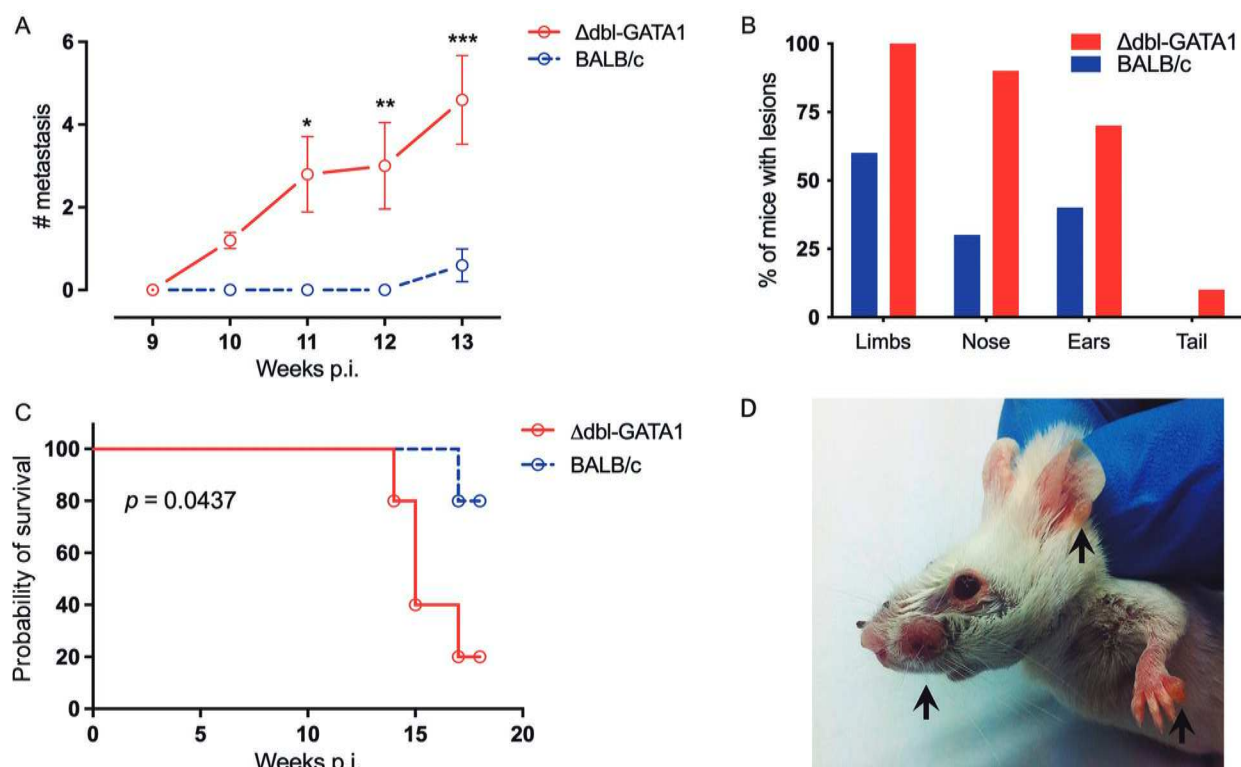 A
Δdbl-GATA1
BALB/c
6
4
2
0
# metastasis
*
**
***
9 10 11 12 13
Weeks p.i.
B
Δdbl-GATA1
BALB/c
100
75
50
25
0
% of mice with lesions
Limbs Nose Ears Tail
C
Δdbl-GATA1
BALB/c
100
80
60
40
20
0
Probability of survival
p = 0.0437
0 5 10 15 20
Weeks p.i.
D